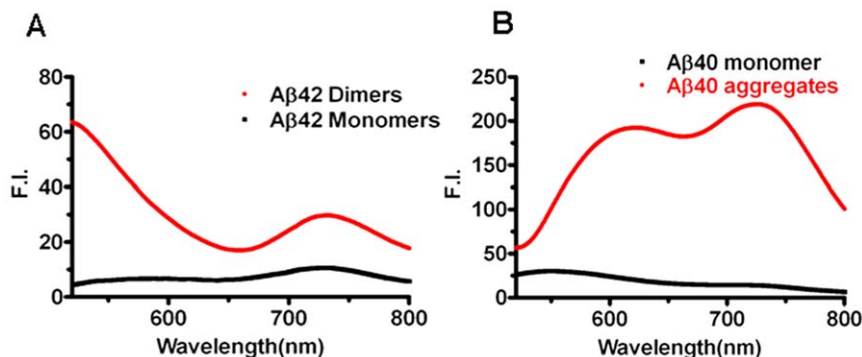 A
80
60
40
20
0
F.I.
600
700
800
Wavelength(nm)
Aβ42 Dimers
Aβ42 Monomers
B
250
200
150
100
50
0
F.I.
600
700
800
Wavelength(nm)
Aβ40 monomer
Aβ40 aggregates